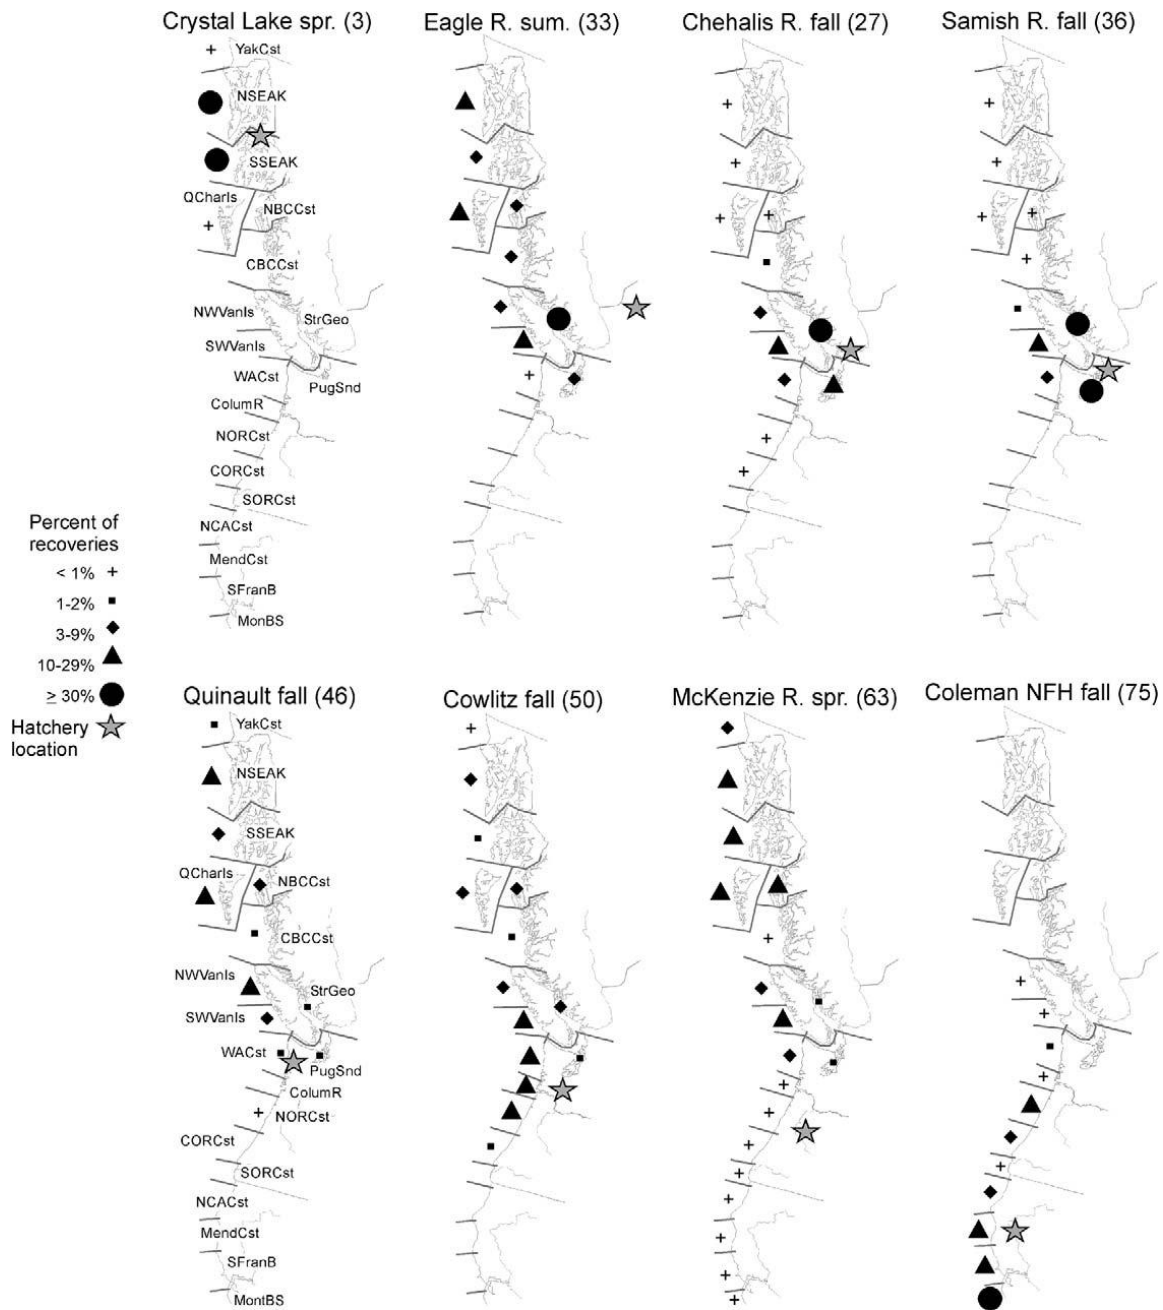 Crystal Lake spr. (3)
Eagle R. sum. (33)
Chehalis R. fall (27)
Samish R. fall (36)
YakCst
NSEAK
SSEAK
QCharIs
NBCCst
CBCCst
NWVanIs
StrGeo
SWVanIs
WACst
PugSnd
ColumR
NORCst
CORCst
SORCst
NCACst
MendCst
SFranB
MonBS
Percent of
recoveries
< 1%
1-2%
3-9%
10-29%
≥ 30%
Hatchery
location
Quinault fall (46)
Cowlitz fall (50)
McKenzie R. spr. (63)
Coleman NFH fall (75)
YakCst
NSEAK
SSEAK
QCharIs
NBCCst
CBCCst
NWVanIs
StrGeo
SWVanIs
WACst
PugSnd
ColumR
NORCst
CORCst
SORCst
NCACst
MendCst
SFranB
MontBS